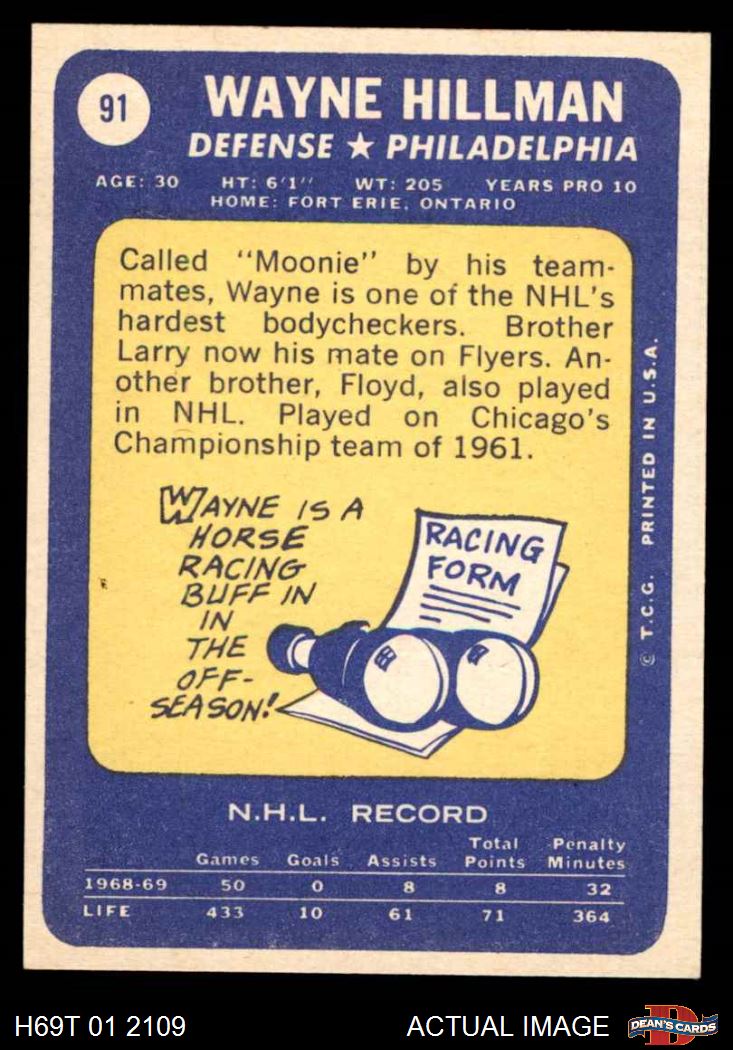 91
WAYNE HILLMAN
DEFENSE ★ PHILADELPHIA
AGE: 30 HT: 6'1" WT: 205 YEARS PRO 10
HOME: FORT ERIE, ONTARIO
Called "Moonie" by his team-
mates, Wayne is one of the NHL's
hardest bodycheckers. Brother
Larry now his mate on Flyers. An-
other brother, Floyd, also played
in NHL. Played on Chicago's
Championship team of 1961.
WAYNE IS A
HORSE
RACING
BUFF IN
IN
THE
OFF-
SEASON!
RACING
FORM
© T.C.G. PRINTED IN U.S.A.
N.H.L. RECORD
Games Goals Assists Total Points Penalty Minutes
1968-69 50 0 8 8 32
LIFE 433 10 61 71 364
H69T 01 2109 ACTUAL IMAGE
DEAN'S CARDS